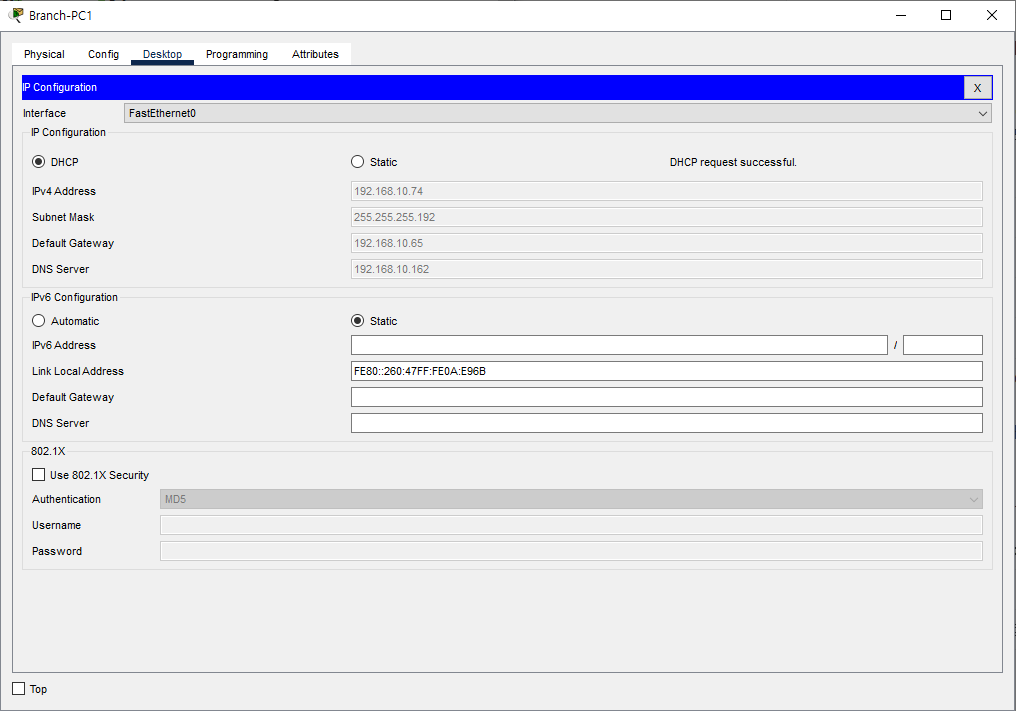 Branch-PC1
Physical Config Desktop Programming Attributes
IP Configuration X
Interface FastEthernet0
IP Configuration
DHCP Static DHCP request successful.
IPv4 Address 192.168.10.74
Subnet Mask 255.255.255.192
Default Gateway 192.168.10.65
DNS Server 192.168.10.162
IPv6 Configuration
Automatic Static
IPv6 Address /
Link Local Address FE80::260:47FF:FE0A:E96B
Default Gateway
DNS Server
802.1X
Use 802.1X Security
Authentication MD5
Username
Password
Top